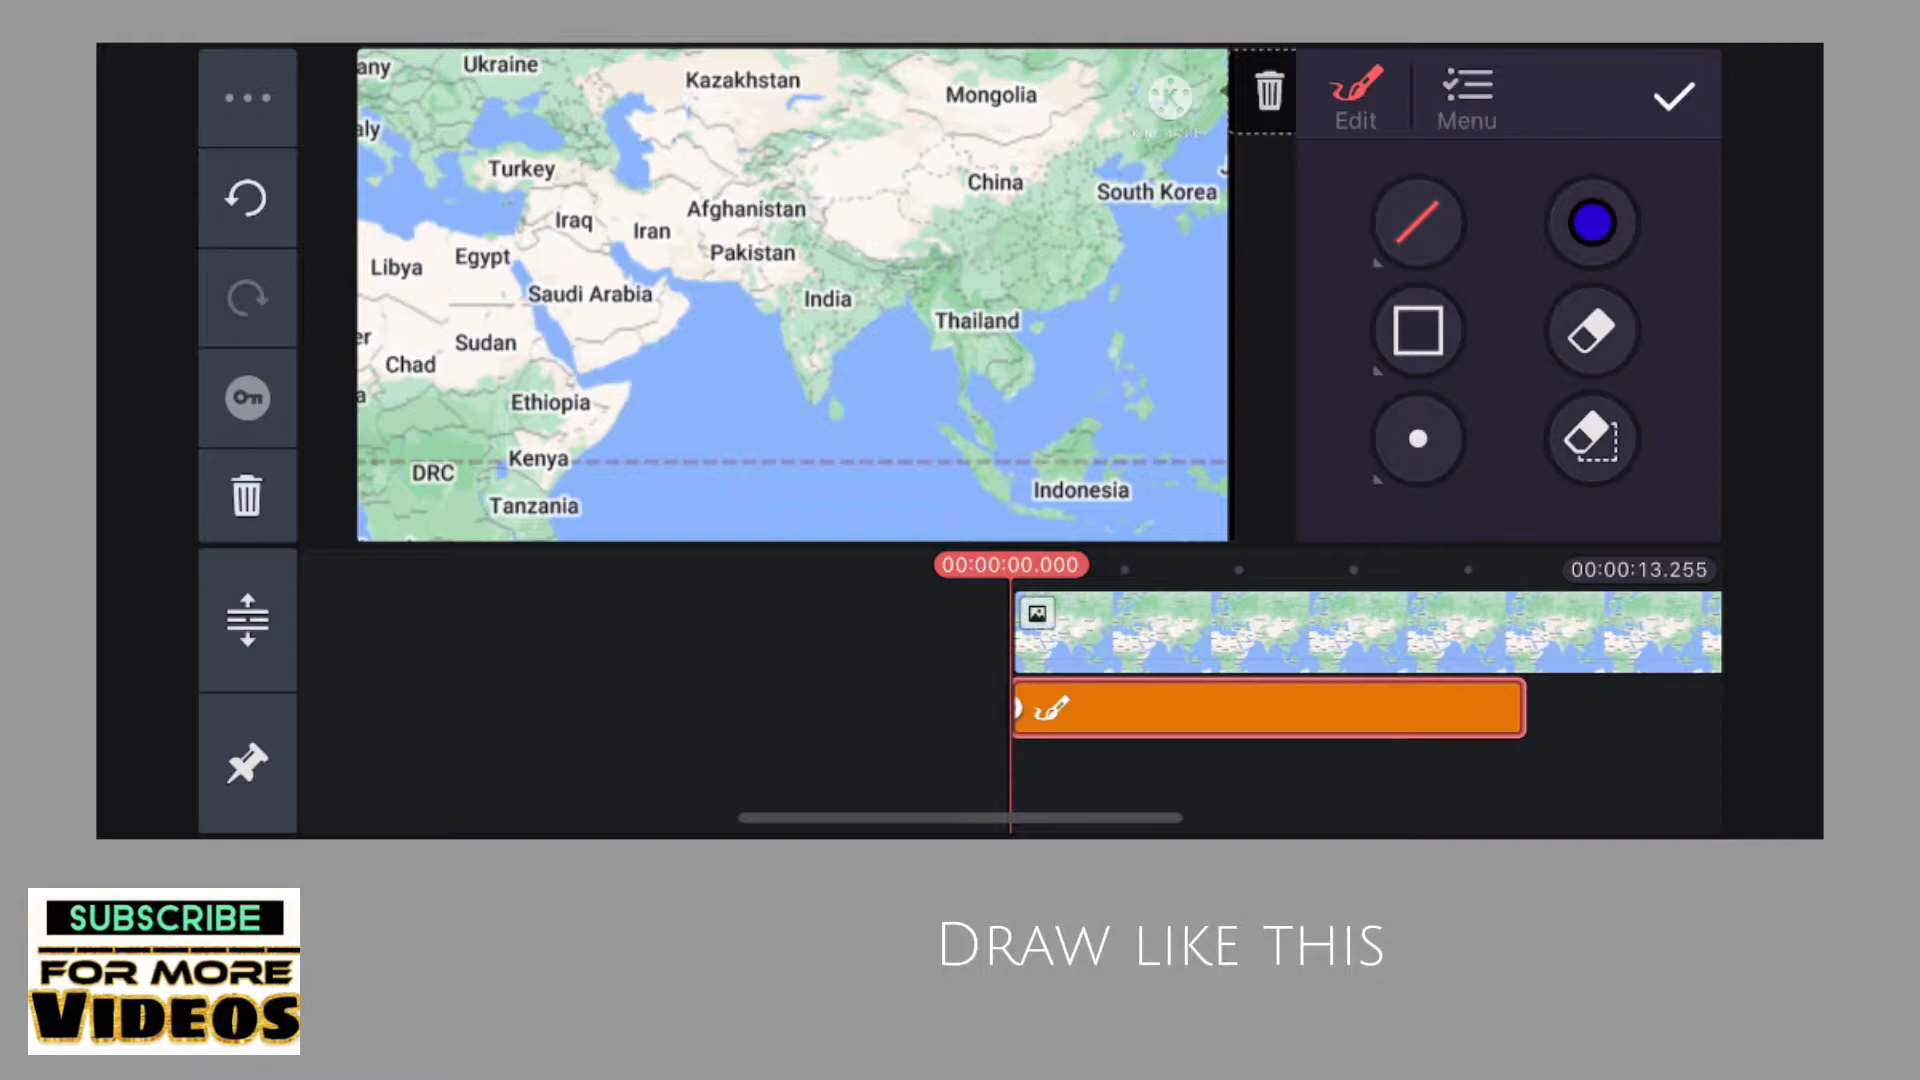 any
Ukraine
Kazakhstan
Mongolia
aly
Turkey
China
South Korea
Afghanistan
Iraq
Iran
Pakistan
Libya
Egypt
Saudi Arabia
India
Thailand
er
Sudan
Chad
a
Ethiopia
Kenya
DRC
Tanzania
Indonesia
Edit
Menu
00:00:00.000
00:00:13.255
SUBSCRIBE
FOR MORE
VIDEOS
DRAW LIKE THIS